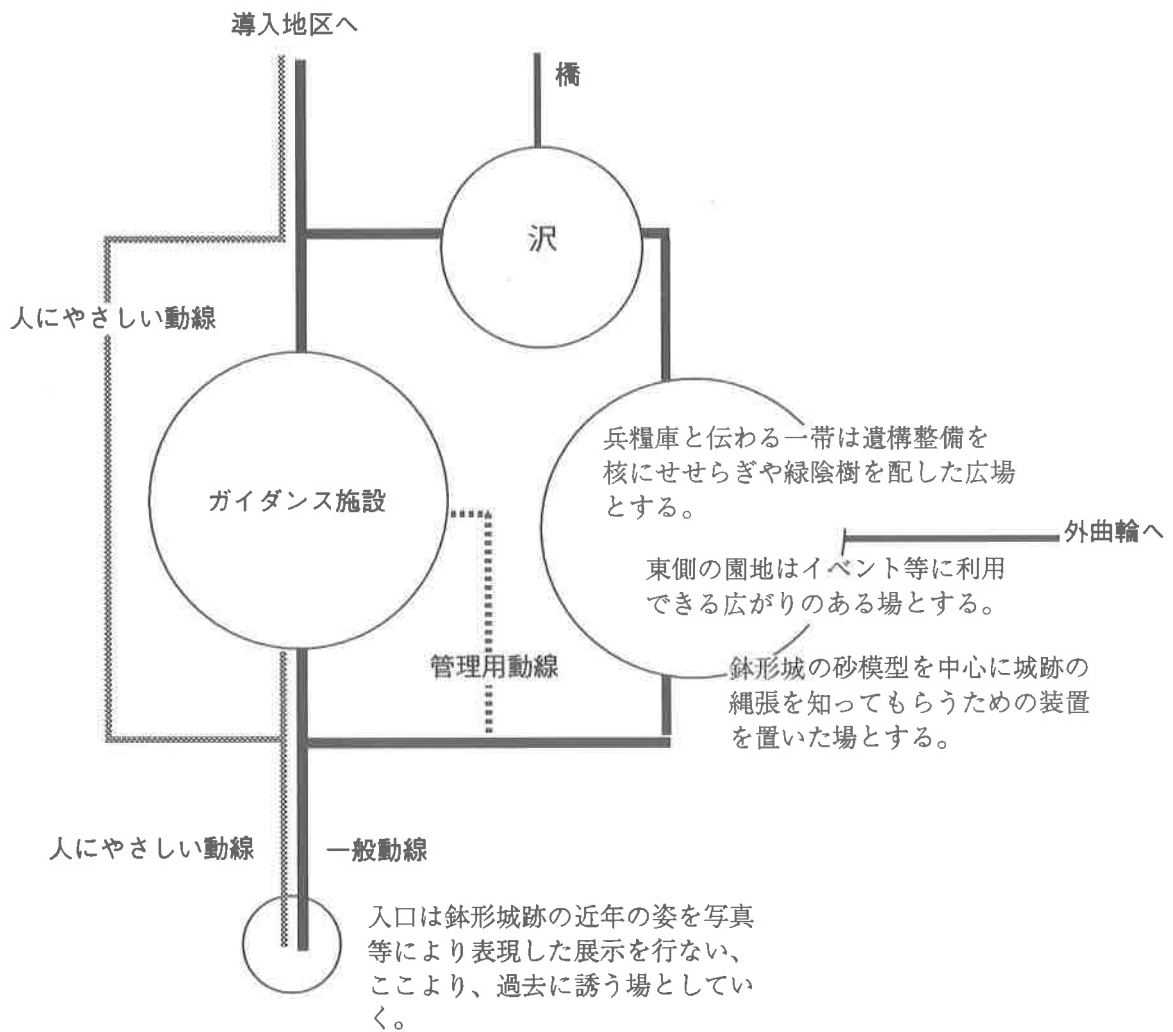 導入地区へ
橋
沢
人にやさしい動線
兵糧庫と伝わる一帯は遺構整備を
核にせせらぎや緑陰樹を配した広場
とする。
ガイダンス施設
外曲輪へ
東側の園地はイベント等に利用
できる広がりのある場とする。
管理用動線
鉢形城の砂模型を中心に城跡の
縄張を知ってもらうための装置
を置いた場とする。
人にやさしい動線
一般動線
入口は鉢形城跡の近年の姿を写真
等により表現した展示を行ない、
ここより、過去に誘う場としてい
く。